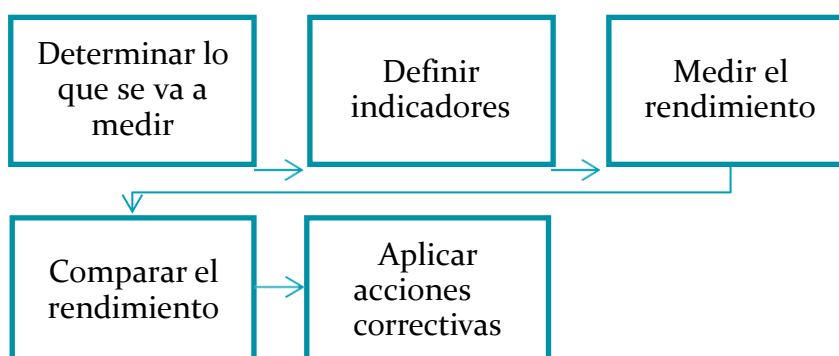 Determinar lo
que se va a
medir
Definir
indicadores
Medir el
rendimiento
Comparar el
rendimiento
Aplicar
acciones
correctivas